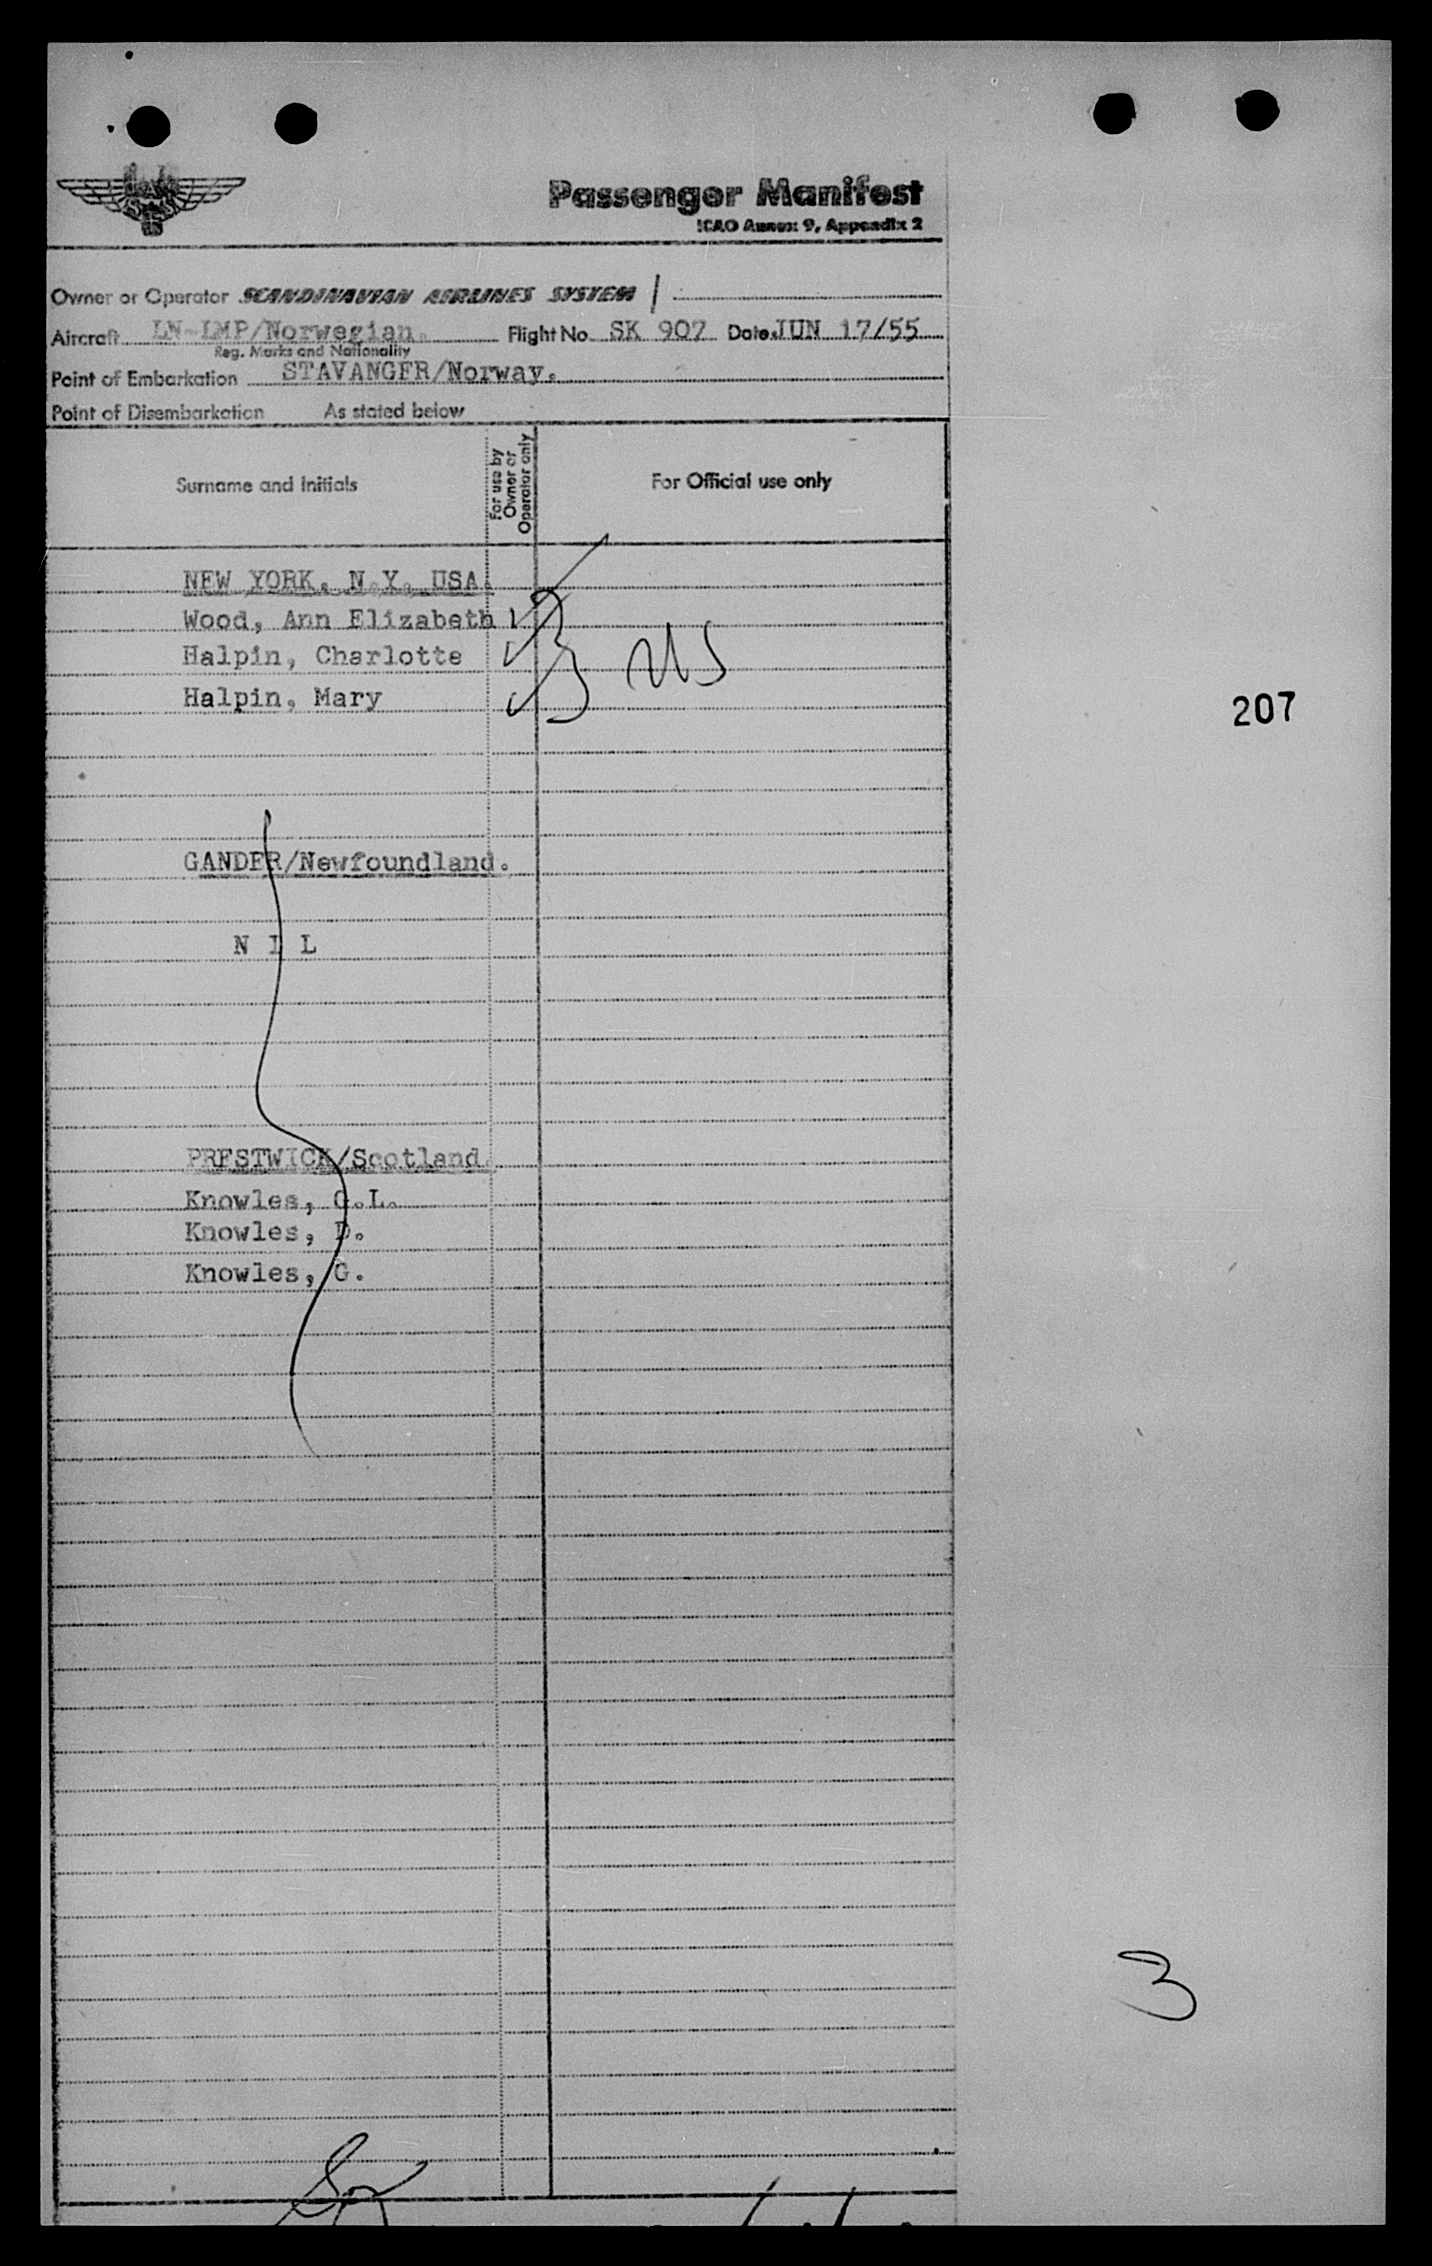 SAS
Passenger Manifest
ICAO Annex 9, Appendix 2
Owner or Operator SCANDINAVIAN AIRLINES SYSTEM /
Aircraft LN-LMP/Norwegian. Flight No. SK 907 Date JUN 17/55
Reg. Marks and Nationality
Point of Embarkation STAVANGER/Norway.
Point of Disembarkation As stated below
Surname and Initials For use by Owner or Operator only For Official use only
NEW YORK. N.Y. USA.
Wood, Ann Elizabeth
Halpin, Charlotte 3 US
Halpin, Mary
207
GANDER/Newfoundland.
N I L
PRESTWICK/Scotland.
Knowles, G.L.
Knowles, D.
Knowles, G.
3